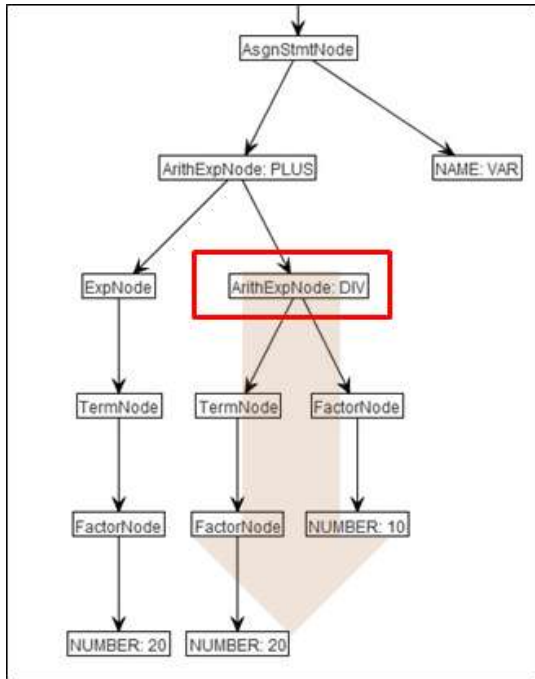 AsgnStmtNode
ArithExpNode: PLUS
NAME: VAR
ExpNode
ArithExpNode: DIV
TermNode
TermNode
FactorNode
FactorNode
FactorNode
NUMBER: 10
NUMBER: 20
NUMBER: 20